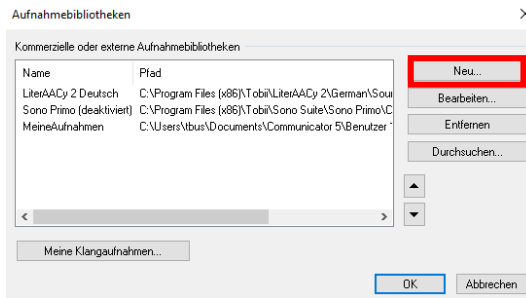 Aufnahmebibliotheken
Kommerzielle oder externe Aufnahmebibliotheken
Name Pfad
LiterAACy 2 Deutsch C:\Program Files (x86)\Tobii\LiterAACy 2\German\Sour
Sono Primo (deaktiviert) C:\Program Files (x86)\Tobii\Sono Suite\Sono Primo\C
MeineAufnahmen C:\Users\tbus\Documents\Communicator 5\Benutzer
Neu...
Bearbeiten...
Entfernen
Durchsuchen...
Meine Klangaufnahmen...
OK Abbrechen